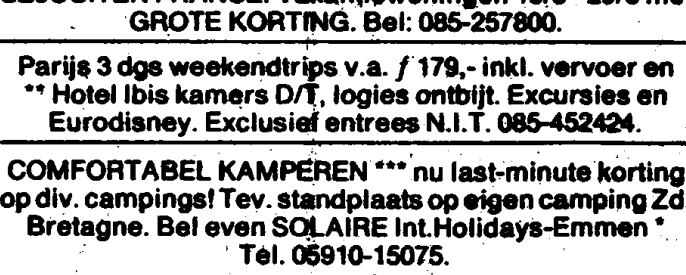 GROTE KORTING. Bel: 085-257800.
Parijs 3 dgs weekendtrips v.a. ƒ 179,- inkl. vervoer en
** Hotel Ibis kamers D/T, logies ontbijt. Excursies en
Eurodisney. Exclusief entrees N.I.T. 085-452424.
COMFORTABEL KAMPEREN *** nu last-minute korting
op div. campings! Tev. standplaats op eigen camping Zd
Bretagne. Bel even SOLAIRE Int.Holidays-Emmen *
Tel. 05910-15075.